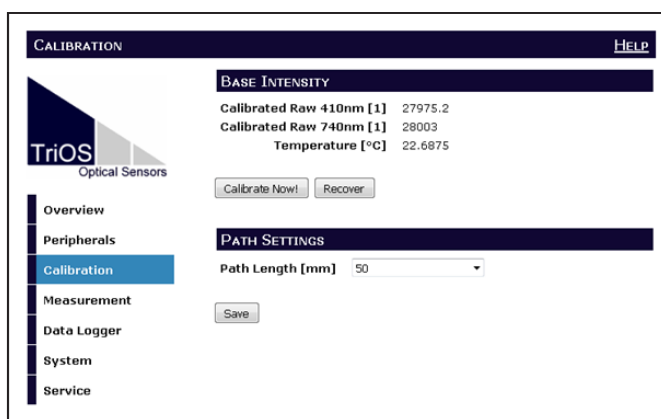 CALIBRATION
HELP
TriOS
Optical Sensors
Overview
Peripherals
Calibration
Measurement
Data Logger
System
Service
BASE INTENSITY
Calibrated Raw 410nm [1] 27975.2
Calibrated Raw 740nm [1] 28003
Temperature [°C] 22.6875
Calibrate Now! Recover
PATH SETTINGS
Path Length [mm] 50
Save